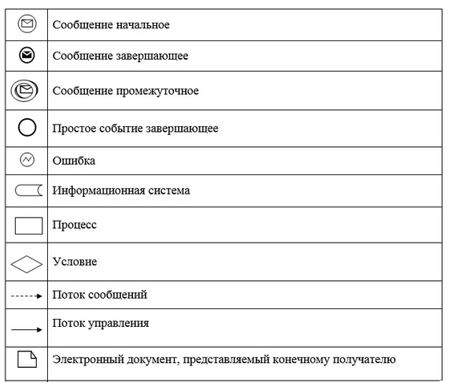 Сообщение начальное
Сообщение завершающее
Сообщение промежуточное
Простое событие завершающее
Ошибка
Информационная система
Процесс
Условие
Поток сообщений
Поток управления
Электронный документ, представляемый конечному получателю